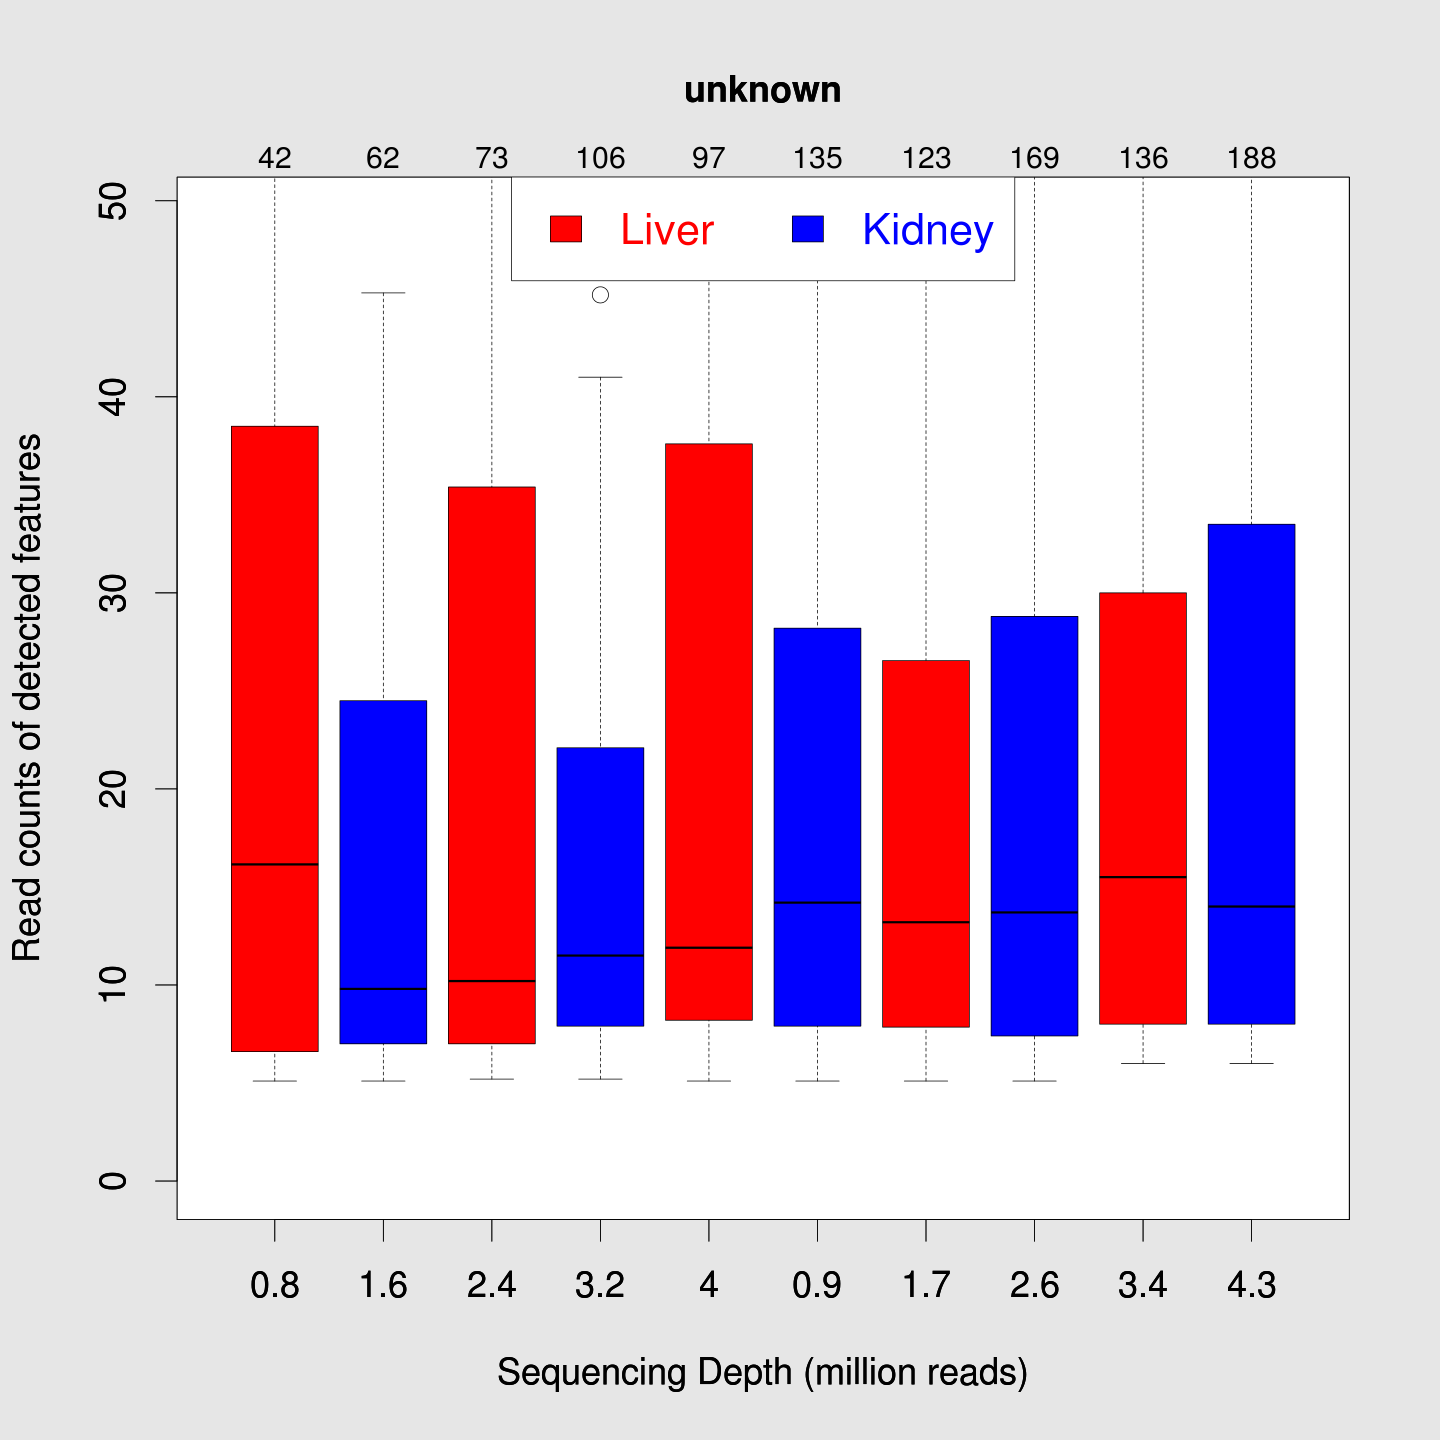 unknown
42 62 73 106 97 135 123 169 136 188
Liver Kidney
50
40
30
20
10
0
Read counts of detected features
0.8 1.6 2.4 3.2 4 0.9 1.7 2.6 3.4 4.3
Sequencing Depth (million reads)